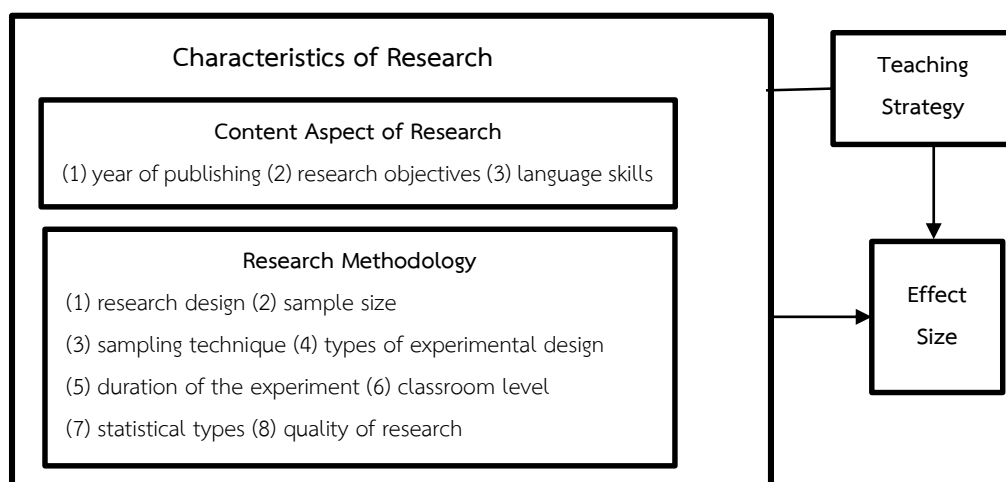 Characteristics of Research
Content Aspect of Research
(1) year of publishing (2) research objectives (3) language skills
Research Methodology
(1) research design (2) sample size
(3) sampling technique (4) types of experimental design
(5) duration of the experiment (6) classroom level
(7) statistical types (8) quality of research
Teaching
Strategy
Effect
Size